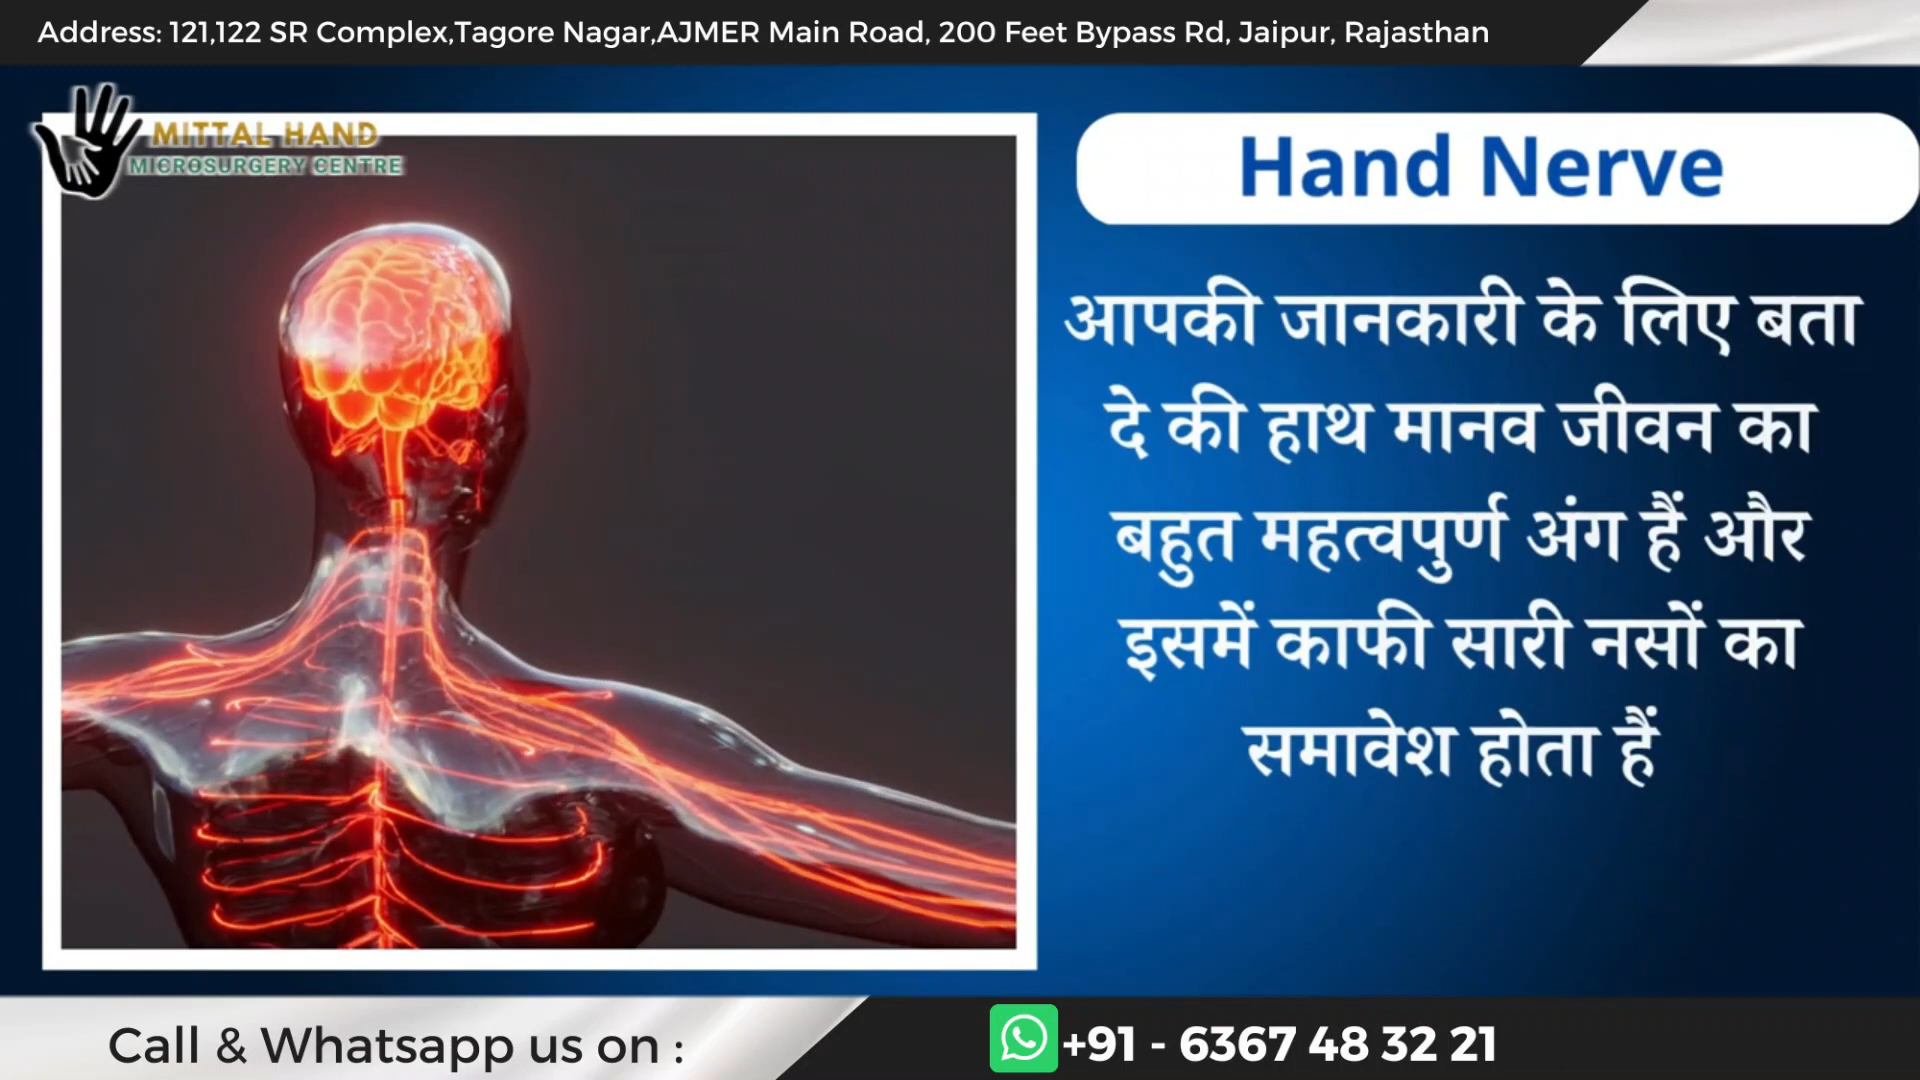 Address: 121,122 SR Complex,Tagore Nagar,AJMER Main Road, 200 Feet Bypass Rd, Jaipur, Rajasthan
MITTAL HAND
MICROSURGERY CENTRE
Hand Nerve
आपकी जानकारी के लिए बता
दे की हाथ मानव जीवन का
बहुत महत्वपुर्ण अंग हैं और
इसमें काफी सारी नसों का
समावेश होता हैं
Call & Whatsapp us on :
+91 - 6367 48 32 21